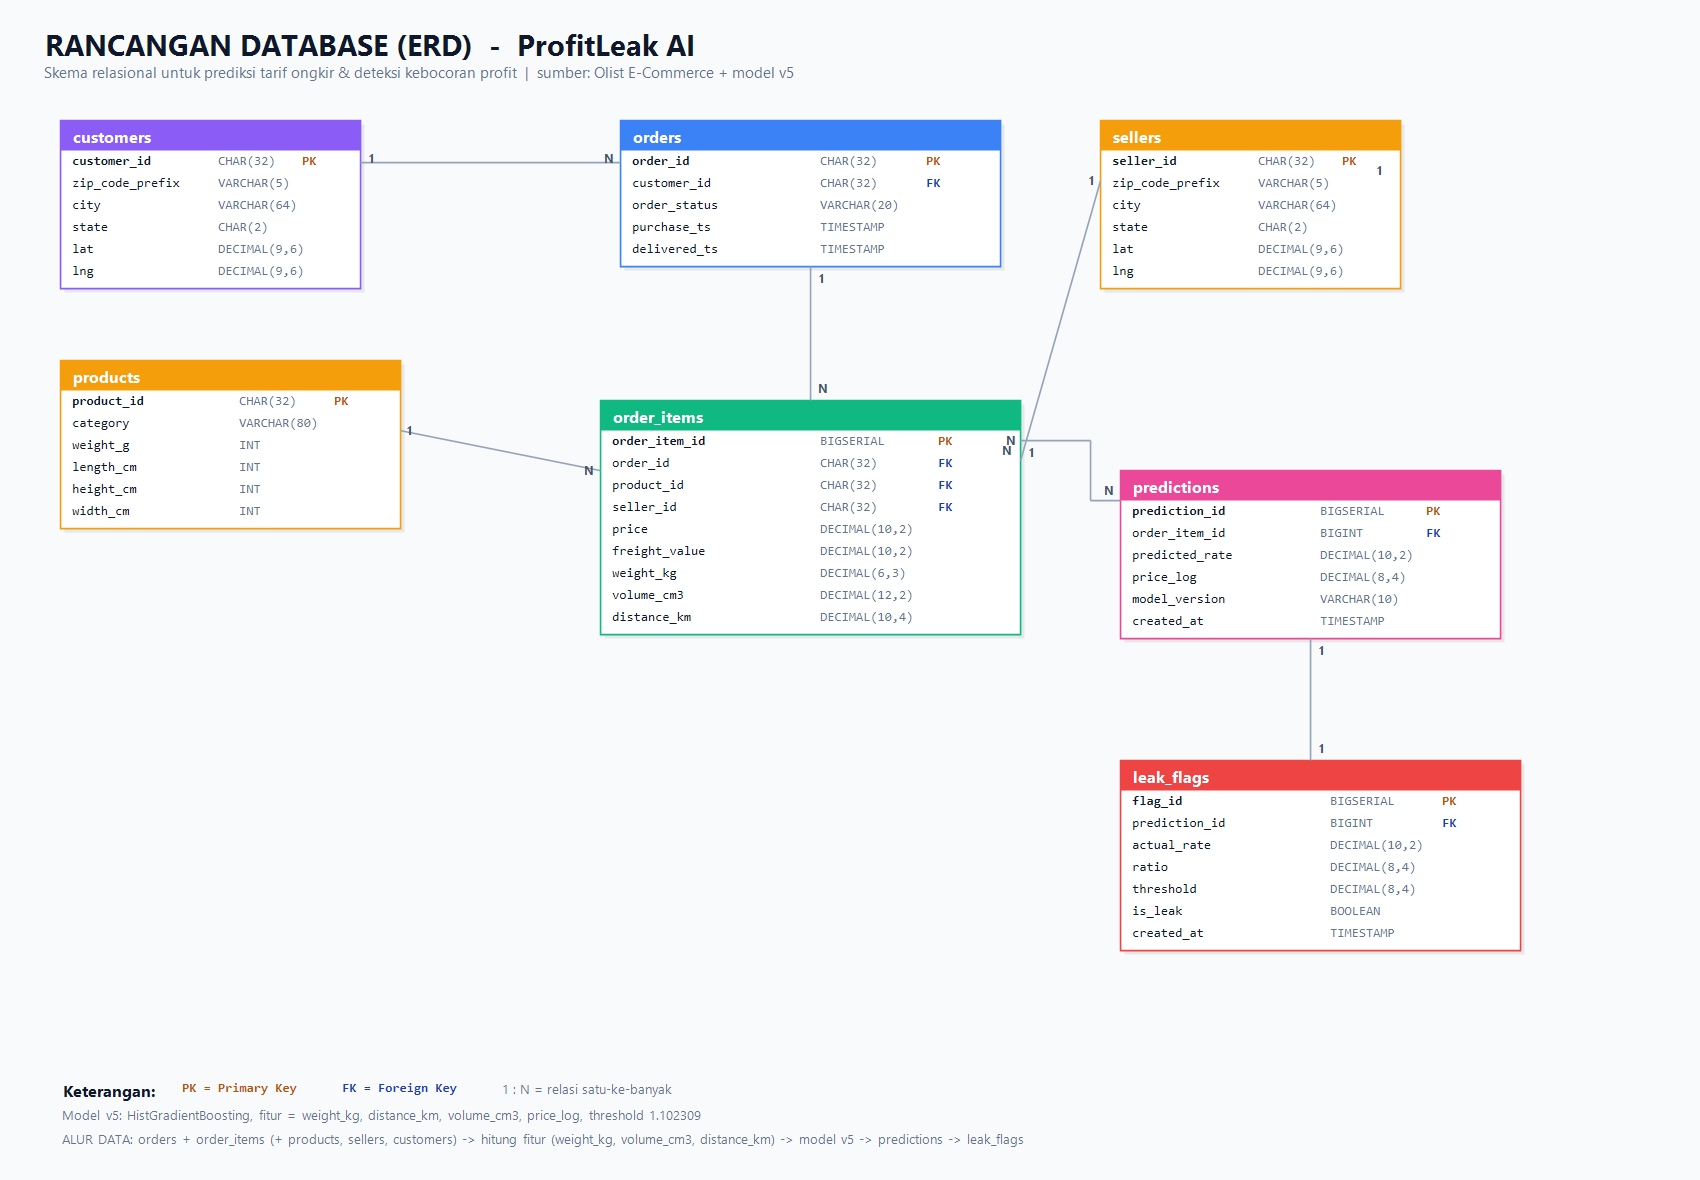 RANCANGAN DATABASE (ERD) - ProfitLeak AI
Skema relasional untuk prediksi tarif ongkir & deteksi kebocoran profit | sumber: Olist E-Commerce + model v5
customers
customer_id CHAR(32) PK
zip_code_prefix VARCHAR(5)
city VARCHAR(64)
state CHAR(2)
lat DECIMAL(9,6)
lng DECIMAL(9,6)
1
N
orders
order_id CHAR(32) PK
customer_id CHAR(32) FK
order_status VARCHAR(20)
purchase_ts TIMESTAMP
delivered_ts TIMESTAMP
1
N
sellers
seller_id CHAR(32) PK
1
1
zip_code_prefix VARCHAR(5)
city VARCHAR(64)
state CHAR(2)
lat DECIMAL(9,6)
lng DECIMAL(9,6)
products
product_id CHAR(32) PK
category VARCHAR(80)
weight_g INT
length_cm INT
height_cm INT
width_cm INT
1
N
order_items
order_item_id BIGSERIAL PK
N
N
1
order_id CHAR(32) FK
product_id CHAR(32) FK
seller_id CHAR(32) FK
price DECIMAL(10,2)
freight_value DECIMAL(10,2)
weight_kg DECIMAL(6,3)
volume_cm3 DECIMAL(12,2)
distance_km DECIMAL(10,4)
N
predictions
prediction_id BIGSERIAL PK
order_item_id BIGINT FK
predicted_rate DECIMAL(10,2)
price_log DECIMAL(8,4)
model_version VARCHAR(10)
created_at TIMESTAMP
1
1
leak_flags
flag_id BIGSERIAL PK
prediction_id BIGINT FK
actual_rate DECIMAL(10,2)
ratio DECIMAL(8,4)
threshold DECIMAL(8,4)
is_leak BOOLEAN
created_at TIMESTAMP
Keterangan: PK = Primary Key FK = Foreign Key 1 : N = relasi satu-ke-banyak
Model v5: HistGradientBoosting, fitur = weight_kg, distance_km, volume_cm3, price_log, threshold 1.102309
ALUR DATA: orders + order_items (+ products, sellers, customers) -> hitung fitur (weight_kg, volume_cm3, distance_km) -> model v5 -> predictions -> leak_flags